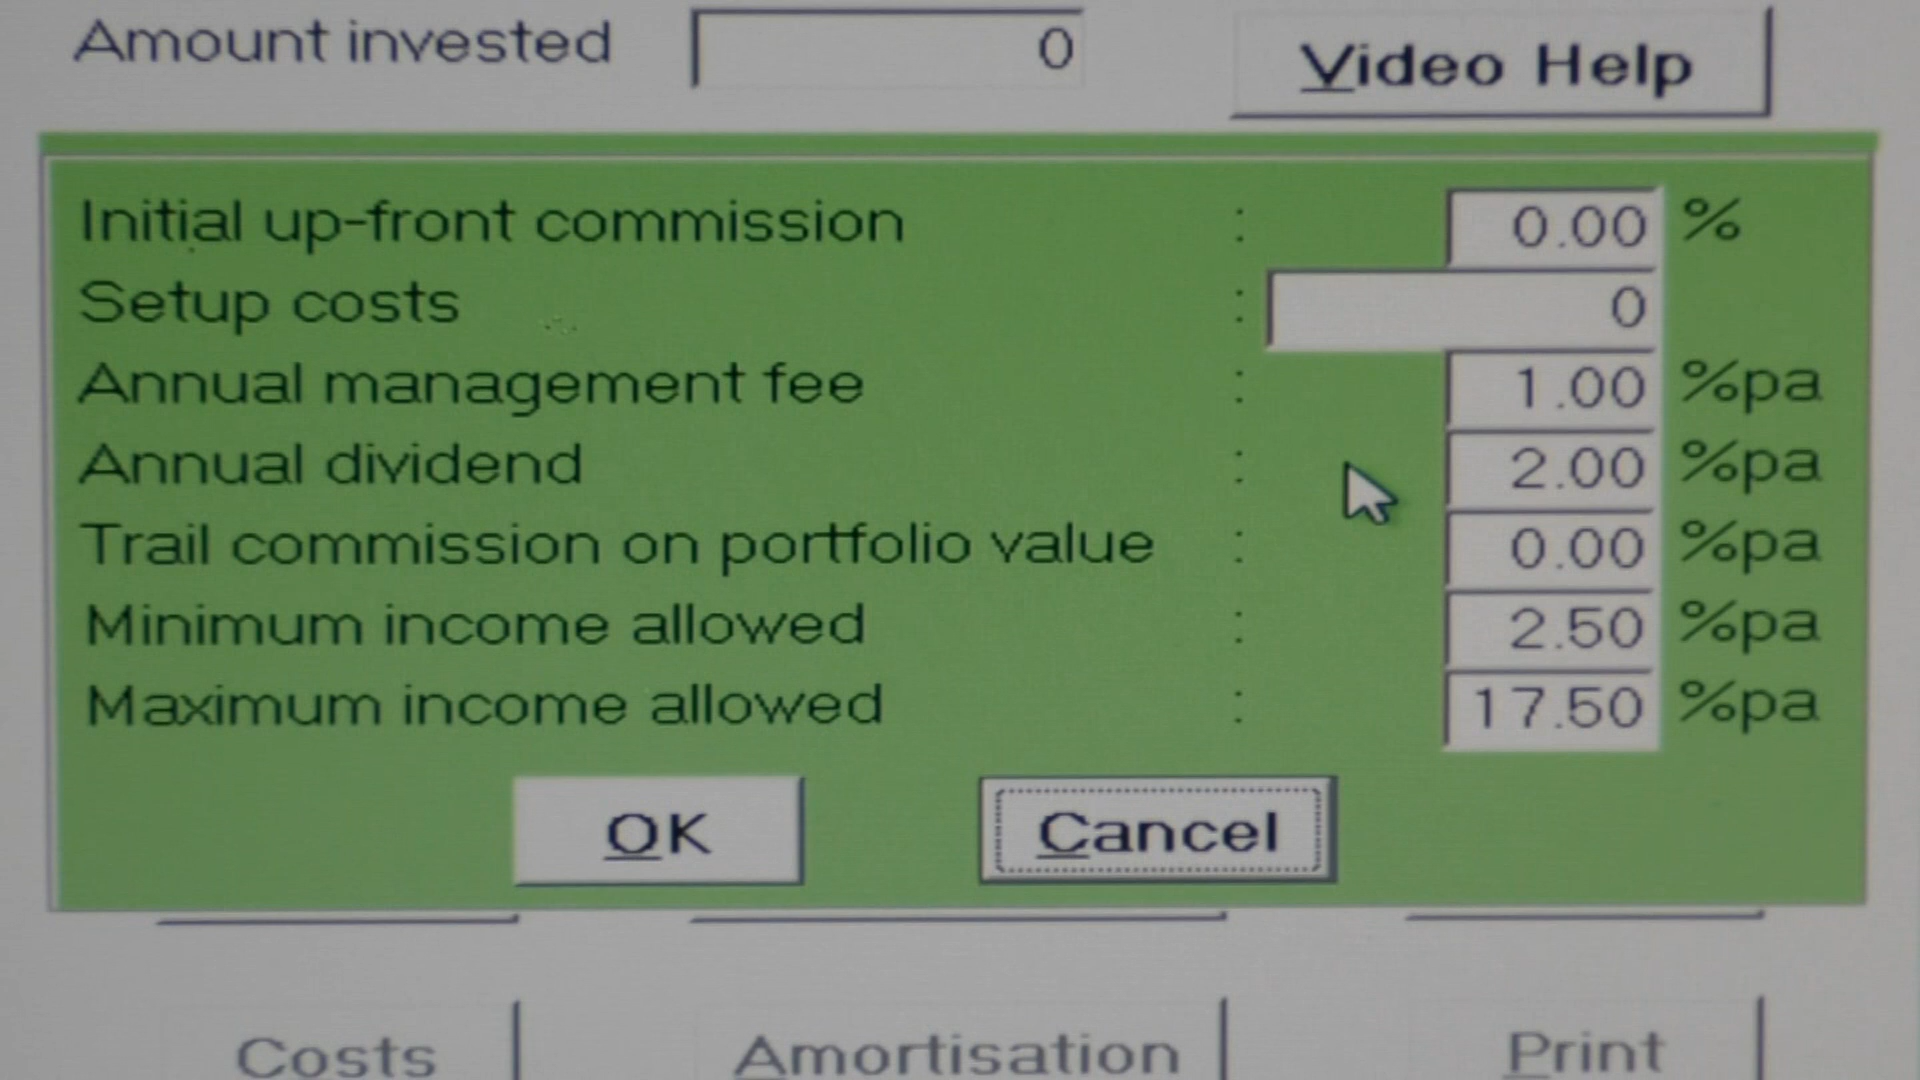 Amount invested 0 Video Help
Initial up-front commission : 0.00 %
Setup costs : 0
Annual management fee : 1.00 %pa
Annual dividend : 2.00 %pa
Trail commission on portfolio value : 0.00 %pa
Minimum income allowed : 2.50 %pa
Maximum income allowed : 17.50 %pa
OK Cancel
Costs Amortisation Print